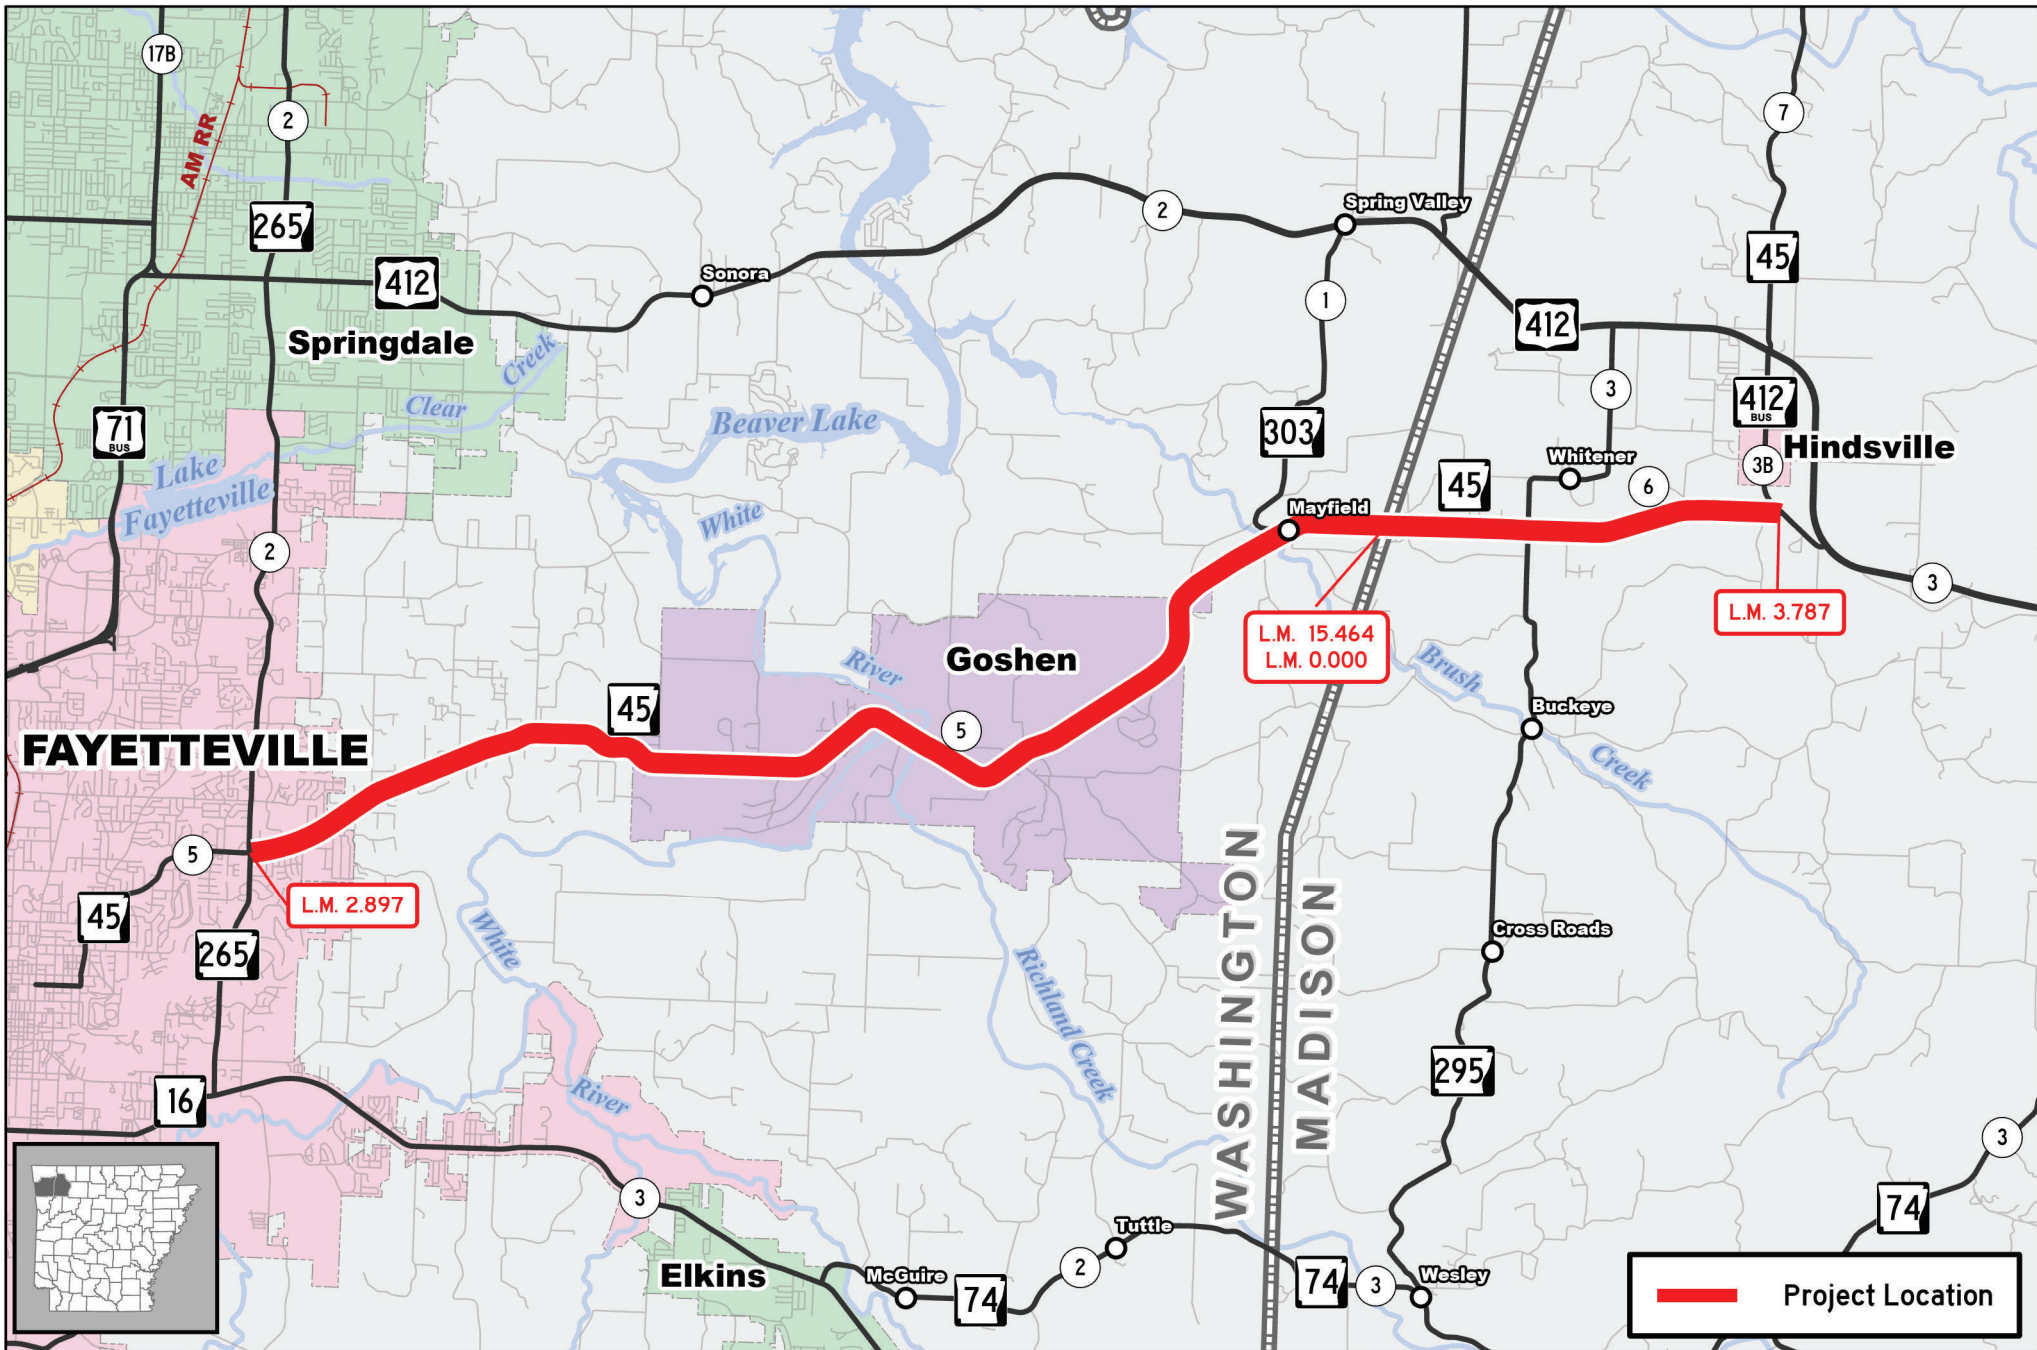 17B
2
AM RR
265
412
Springdale
Sonora
2
Spring Valley
7
45
1
412
3
412
BUS
Hindsville
3B
303
71
BUS
Clear
Creek
Beaver Lake
Lake
Fayetteville
White
2
Mayfield
45
Whitener
6
3
L.M. 15.464
L.M. 0.000
L.M. 3.787
Goshen
River
45
5
Brush
Creek
Buckeye
FAYETTEVILLE
5
45
L.M. 2.897
265
White
River
Richland Creek
WASHINGTON
MADISON
Cross Roads
295
16
3
3
74
Elkins
McGuire
74
2
Tuttle
74
3
Wesley
Project Location